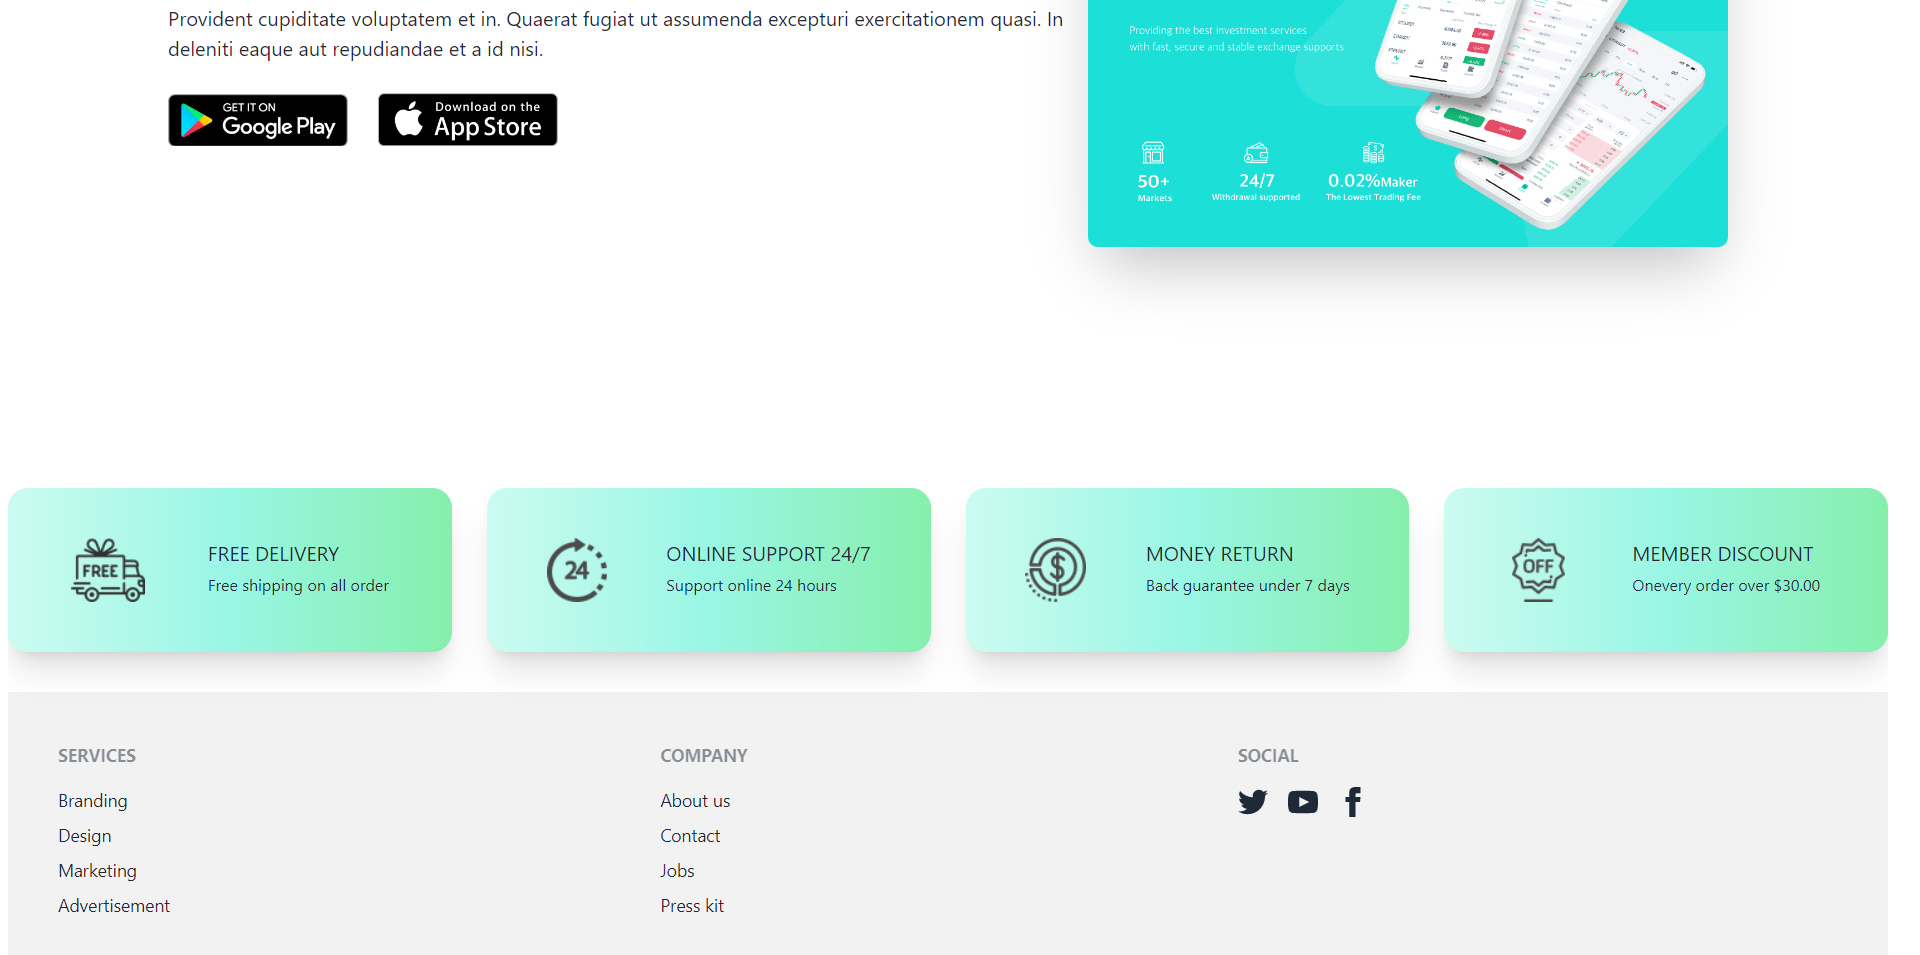 Provident cupiditate voluptatem et in. Quaerat fugiat ut assumenda excepturi exercitationem quasi. In
deleniti eaque aut repudiandae et a id nisi.
GET IT ON
Google Play
Download on the
App Store
Providing the best investment services
with fast, secure and stable exchange supports
50+
Markets
24/7
Withdrawal supported
0.02%Maker
The Lowest Trading Fee
Long
Short
FREE
FREE DELIVERY
Free shipping on all order
24
ONLINE SUPPORT 24/7
Support online 24 hours
$
MONEY RETURN
Back guarantee under 7 days
OFF
MEMBER DISCOUNT
Onevery order over $30.00
SERVICES
Branding
Design
Marketing
Advertisement
COMPANY
About us
Contact
Jobs
Press kit
SOCIAL